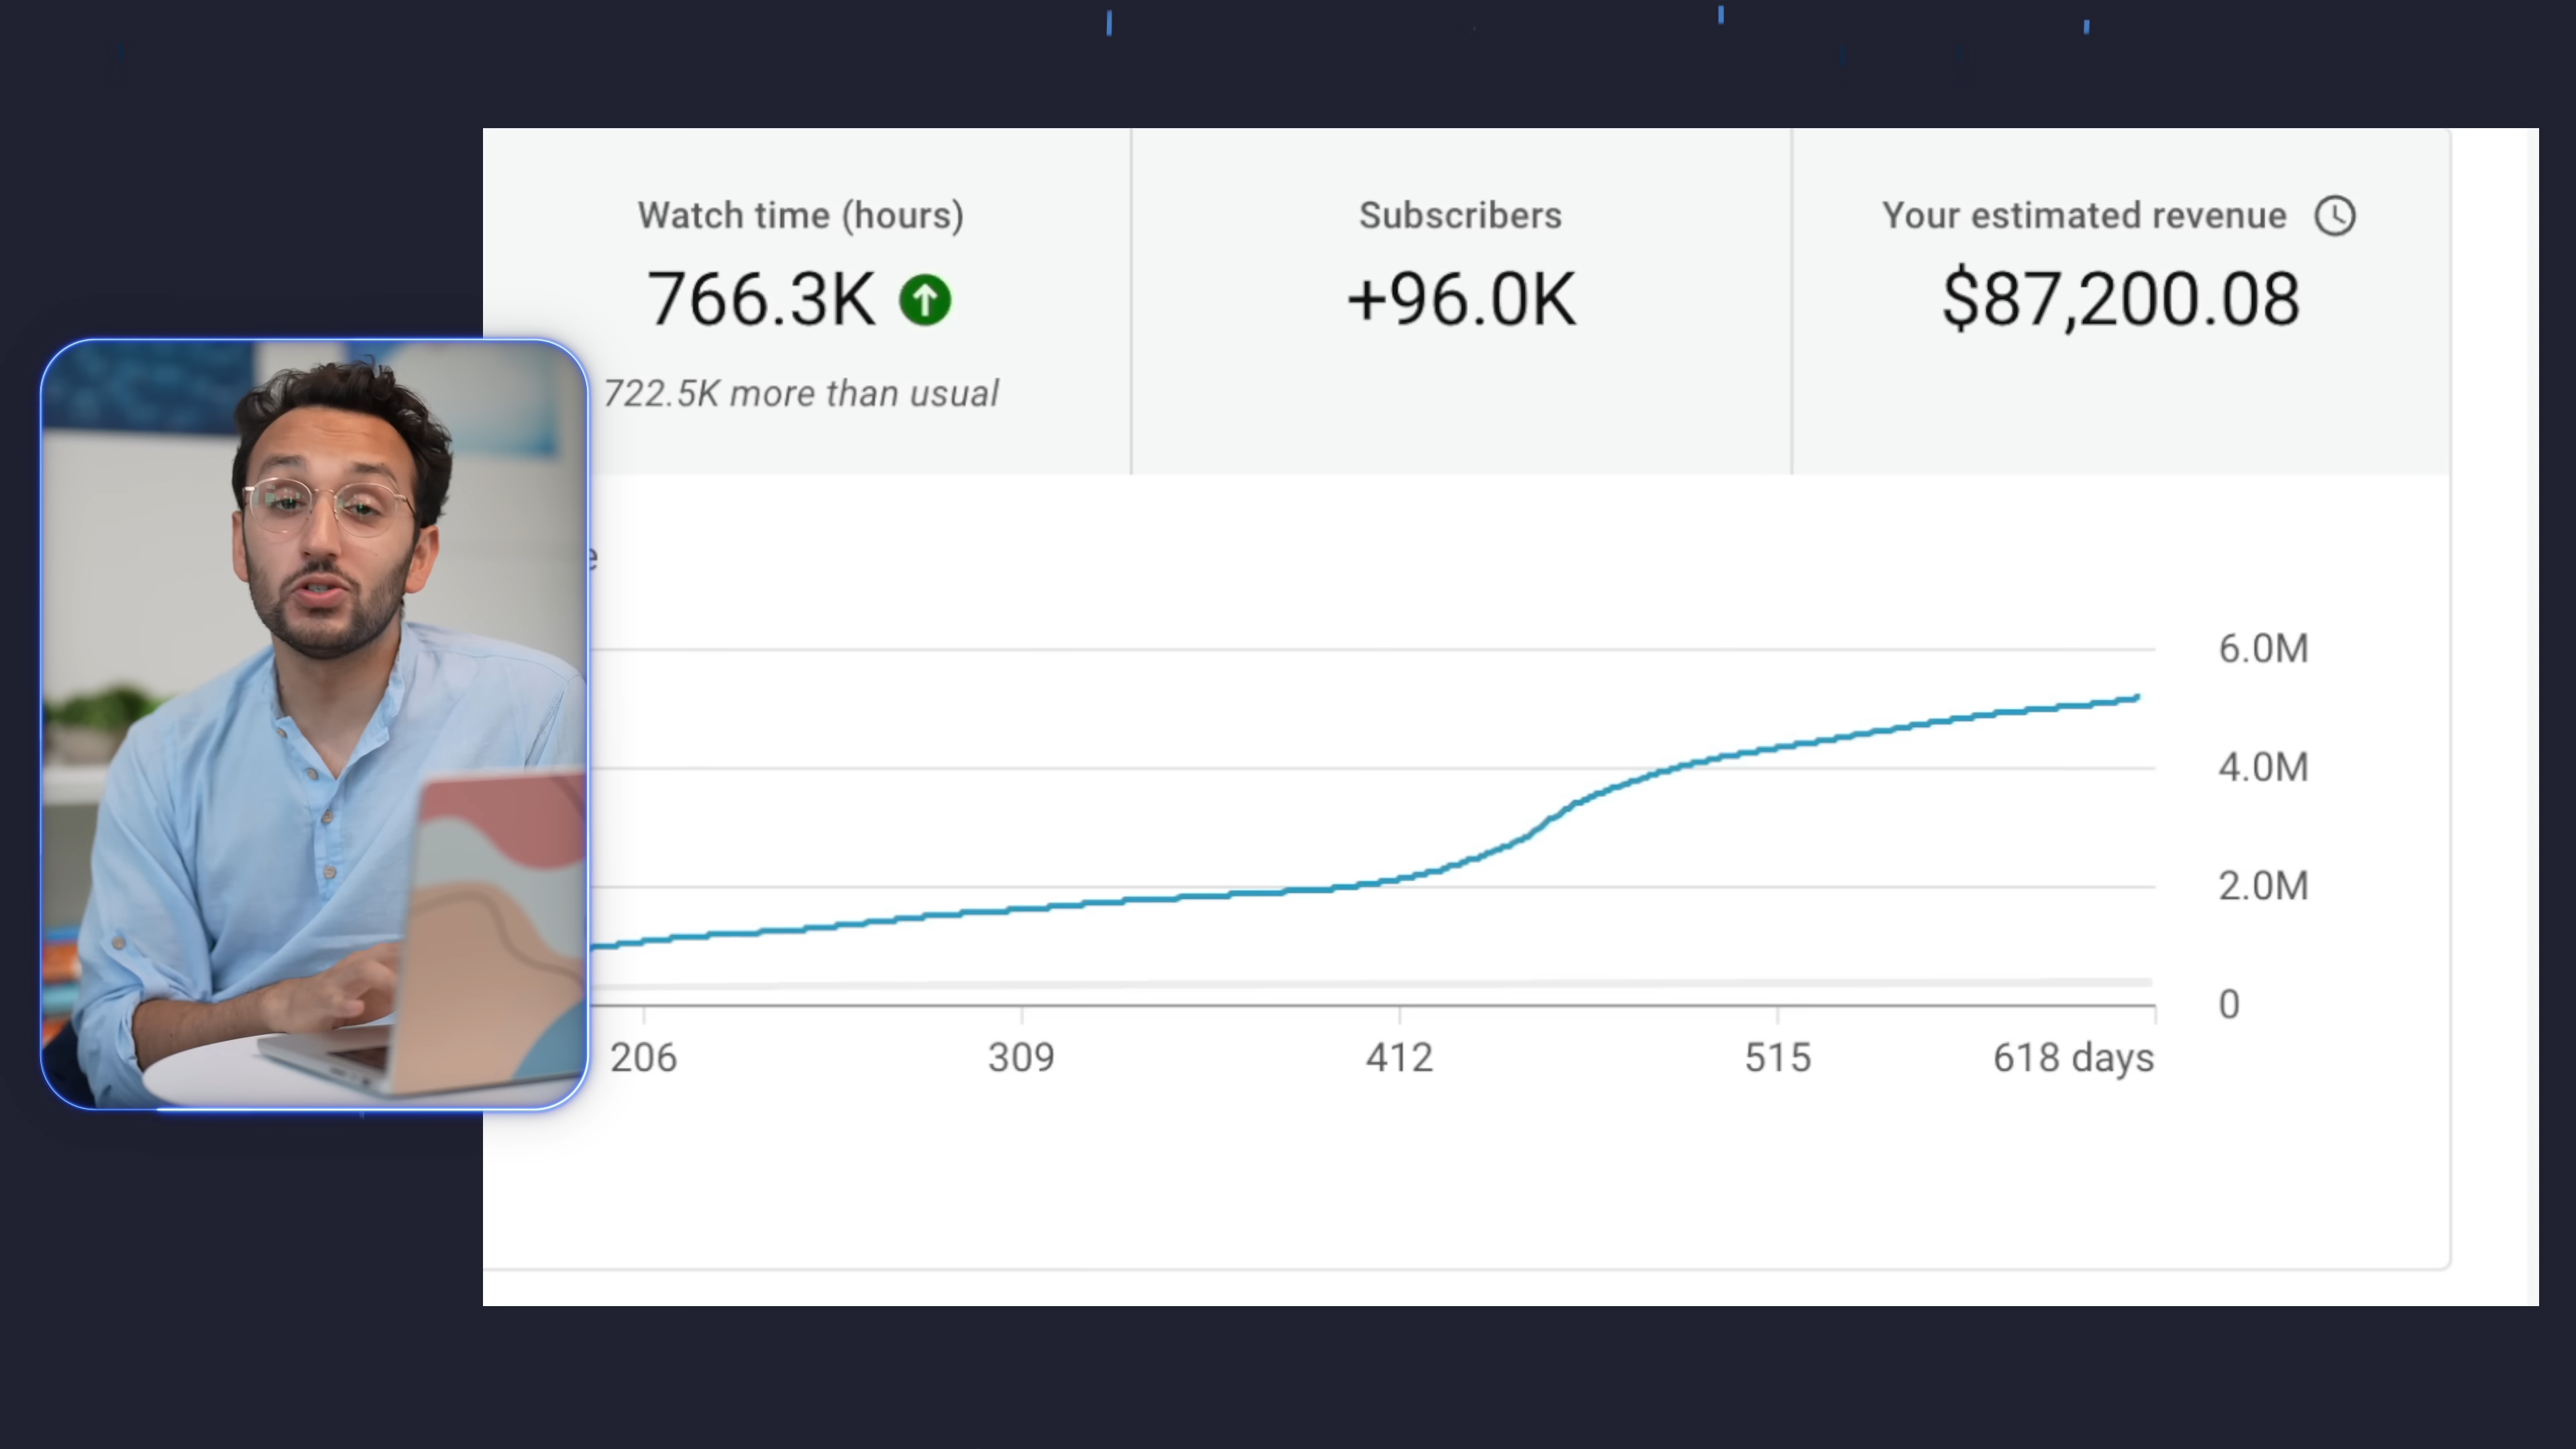 Watch time (hours)
766.3K
722.5K more than usual
Subscribers
+96.0K
Your estimated revenue
$87,200.08
e
6.0M
4.0M
2.0M
0
206 309 412 515 618 days